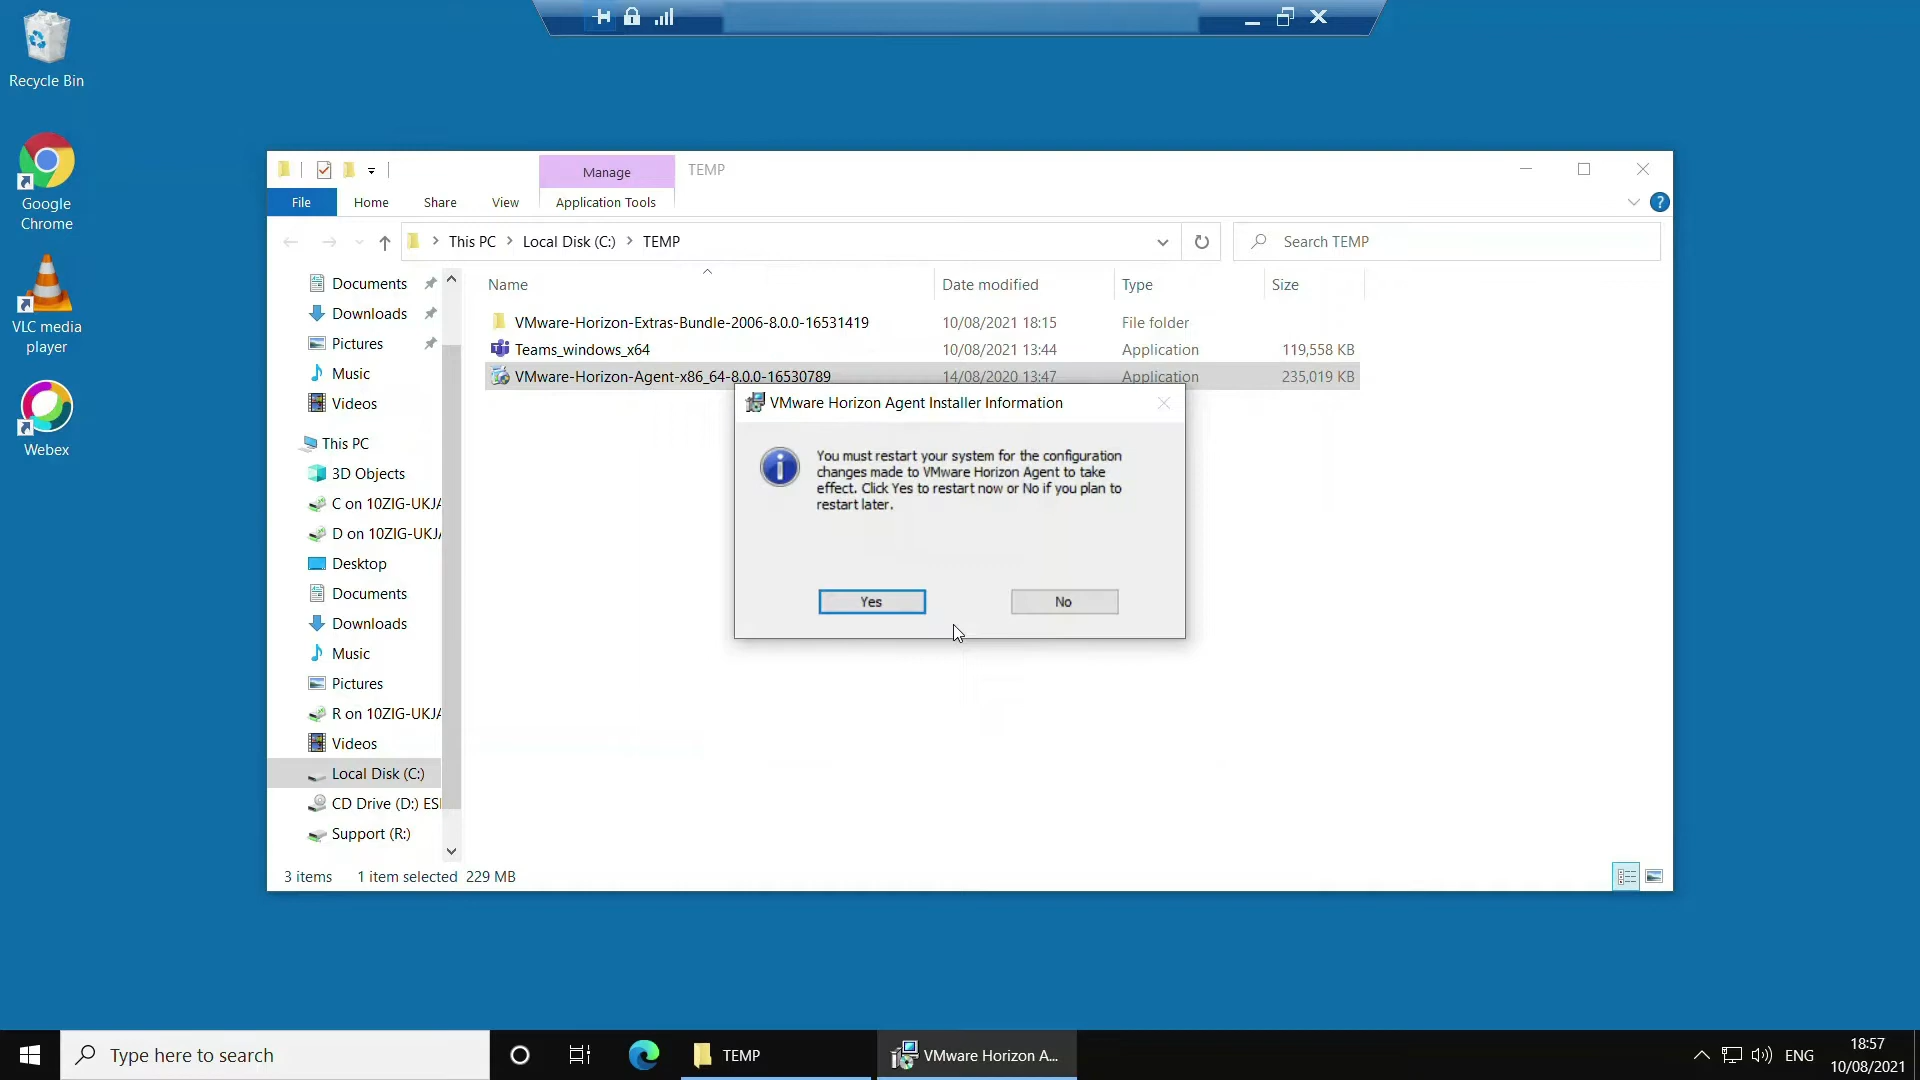 Recycle Bin
Google
Chrome
VLC media
player
Webex
Manage
TEMP
File
Home
Share
View
Application Tools
This PC
Local Disk (C:)
TEMP
Search TEMP
Documents
Downloads
Pictures
Music
Videos
This PC
3D Objects
C on 10ZIG-UKJA
D on 10ZIG-UKJA
Desktop
Documents
Downloads
Music
Pictures
R on 10ZIG-UKJA
Videos
Local Disk (C:)
CD Drive (D:) ESI
Support (R:)
Name
Date modified
Type
Size
VMware-Horizon-Extras-Bundle-2006-8.0.0-16531419 10/08/2021 18:15 File folder
Teams_windows_x64 10/08/2021 13:44 Application 119,558 KB
VMware-Horizon-Agent-x86_64-8.0.0-16530789 14/08/2020 13:47 Application 235,019 KB
VMware Horizon Agent Installer Information
You must restart your system for the configuration
changes made to VMware Horizon Agent to take
effect. Click Yes to restart now or No if you plan to
restart later.
Yes
No
3 items
1 item selected 229 MB
Type here to search
TEMP
VMware Horizon A...
ENG
18:57
10/08/2021